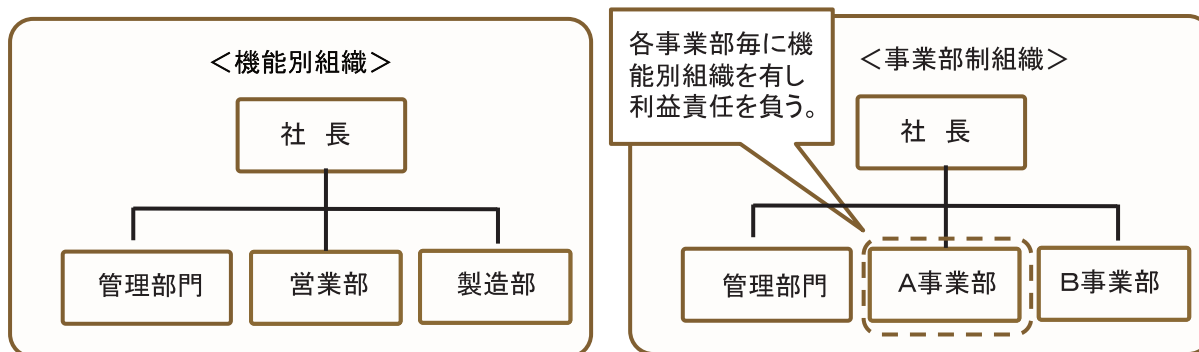 <機能別組織>
社 長
管理部門
営業部
製造部
各事業部毎に機
能別組織を有し
利益責任を負う。
<事業部制組織>
社 長
管理部門
A事業部
B事業部